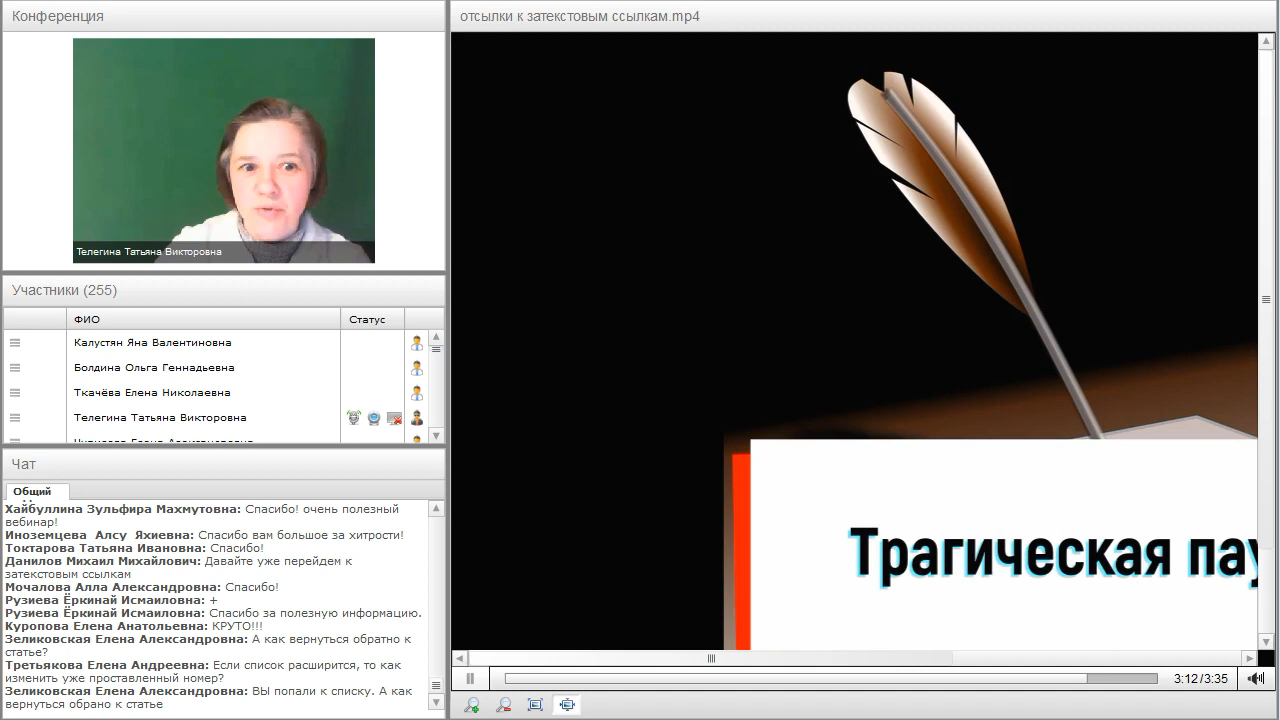 Конференция
Телегина Татьяна Викторовна
Участники (255)
ФИО Статус
Калустян Яна Валентиновна
Болдина Ольга Геннадьевна
Ткачёва Елена Николаевна
Телегина Татьяна Викторовна
Чат
Общий
Хайбуллина Зульфира Махмутовна: Спасибо! очень полезный
вебинар!
Иноземцева Алсу Яхиевна: Спасибо вам большое за хитрости!
Токтарова Татьяна Ивановна: Спасибо!
Данилов Михаил Михайлович: Давайте уже перейдем к
затекстовым ссылкам
Мочалова Алла Александровна: Спасибо!
Рузиева Ёркинай Исмаиловна: +
Рузиева Ёркинай Исмаиловна: Спасибо за полезную информацию.
Куропова Елена Анатольевна: КРУТО!!!
Зеликовская Елена Александровна: А как вернуться обратно к
статье?
Третьякова Елена Андреевна: Если список расширится, то как
изменить уже проставленный номер?
Зеликовская Елена Александровна: ВЫ попали к списку. А как
вернуться обрано к статье
отсылки к затекстовым ссылкам.mp4
Трагическая пау
3:12/3:35